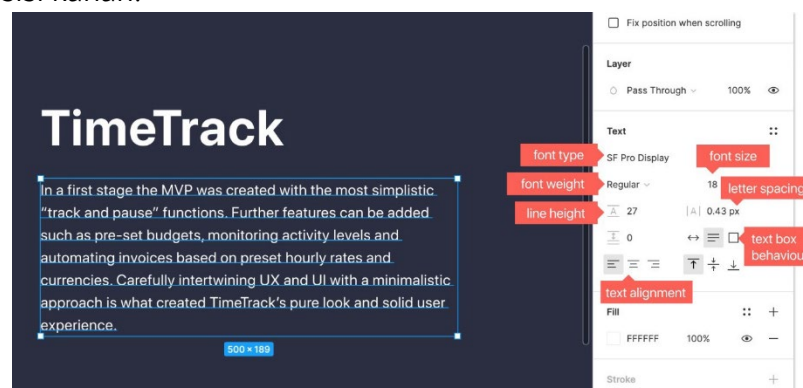 Fix position when scrolling
Layer
Pass Through 100%
TimeTrack
Text
font type SF Pro Display font size
font weight Regular 18 letter spacing
line height 27 |A| 0.43 px
0 text box
behaviou
text alignment
In a first stage the MVP was created with the most simplistic
“track and pause” functions. Further features can be added
such as pre-set budgets, monitoring activity levels and
automating invoices based on preset hourly rates and
currencies. Carefully intertwining UX and UI with a minimalistic
approach is what created TimeTrack’s pure look and solid user
experience.
500 × 189
Fill
FFFFFF 100%
Stroke